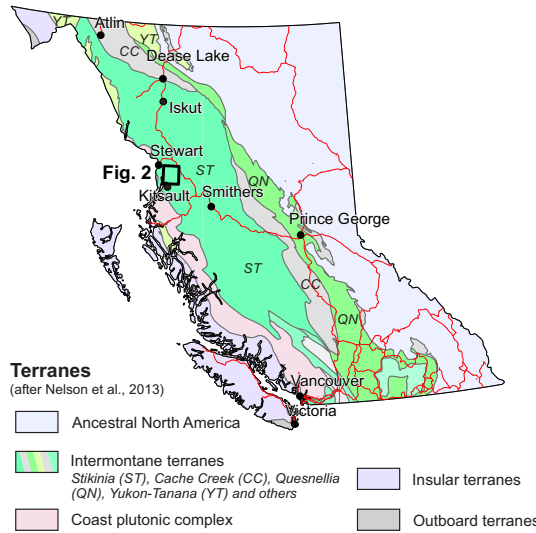 Atlin
YT
YT
CC
Dease Lake
Iskut
Stewart
Fig. 2
ST
QN
Kitsault
Smithers
Prince George
ST
CC
QN
Terranes
(after Nelson et al., 2013)
Vancouver
Victoria
Ancestral North America
Intermontane terranes
Stikinia (ST), Cache Creek (CC), Quesnellia
(QN), Yukon-Tanana (YT) and others
Insular terranes
Coast plutonic complex
Outboard terranes